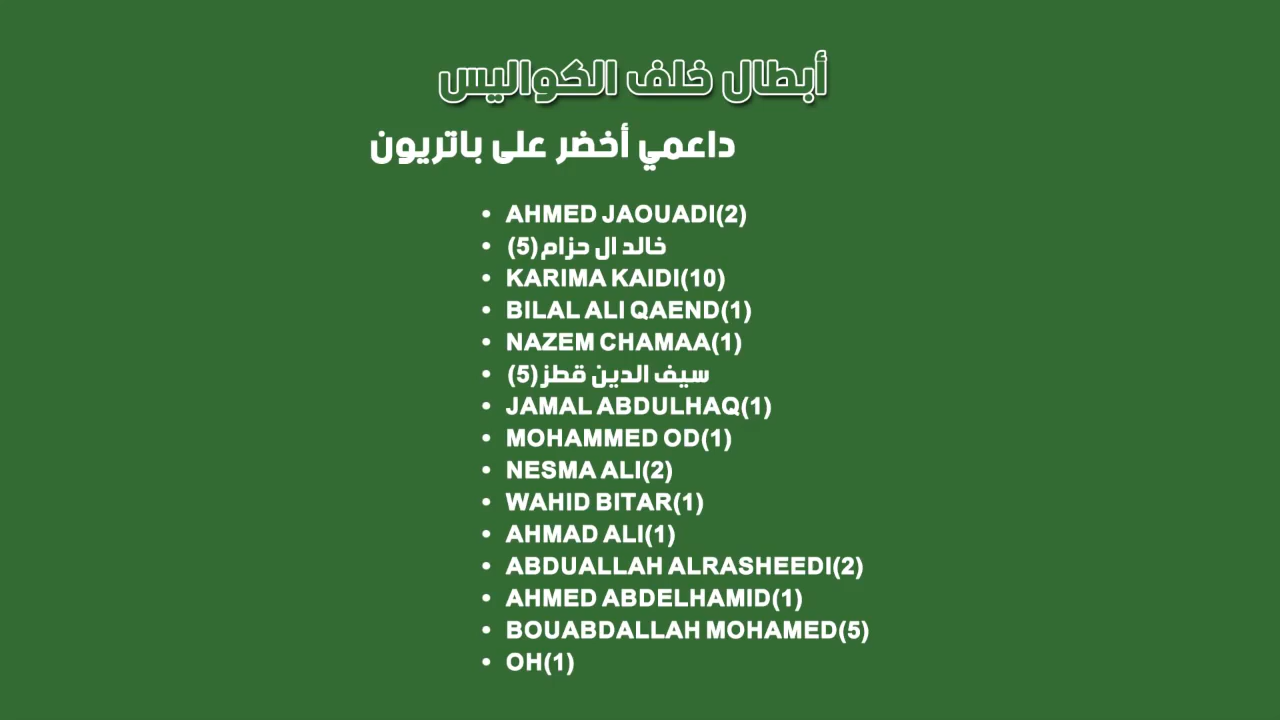 أبطال خلف الكواليس
داعمي أخضر على باتريون
• AHMED JAOUADI(2)
• خالد ال حزام(5)
• KARIMA KAIDI(10)
• BILAL ALI QAEND(1)
• NAZEM CHAMAA(1)
• سيف الدين قطز(5)
• JAMAL ABDULHAQ(1)
• MOHAMMED OD(1)
• NESMA ALI(2)
• WAHID BITAR(1)
• AHMAD ALI(1)
• ABDUALLAH ALRASHEEDI(2)
• AHMED ABDELHAMID(1)
• BOUABDALLAH MOHAMED(5)
• OH(1)